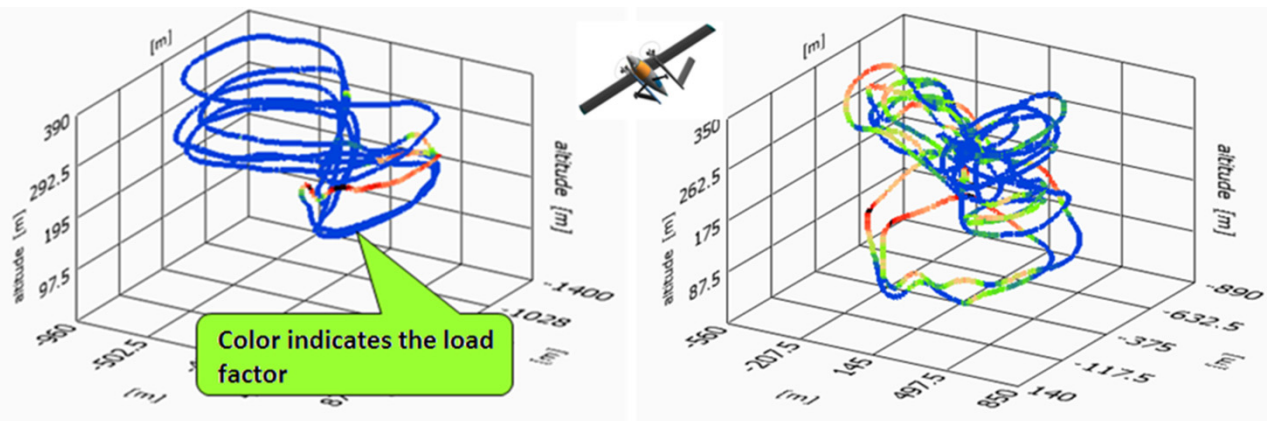 [m]
390
292.5
195
97.5
altitude [m]
altitude [m]
-960
-502.5
[m]
-1400
-1028
[m]
Color indicates the load
factor
[m]
350
262.5
175
87.5
altitude [m]
altitude [m]
-560
-207.5
145
497.5
850
[m]
-890
-632.5
-375
-117.5
140
[m]